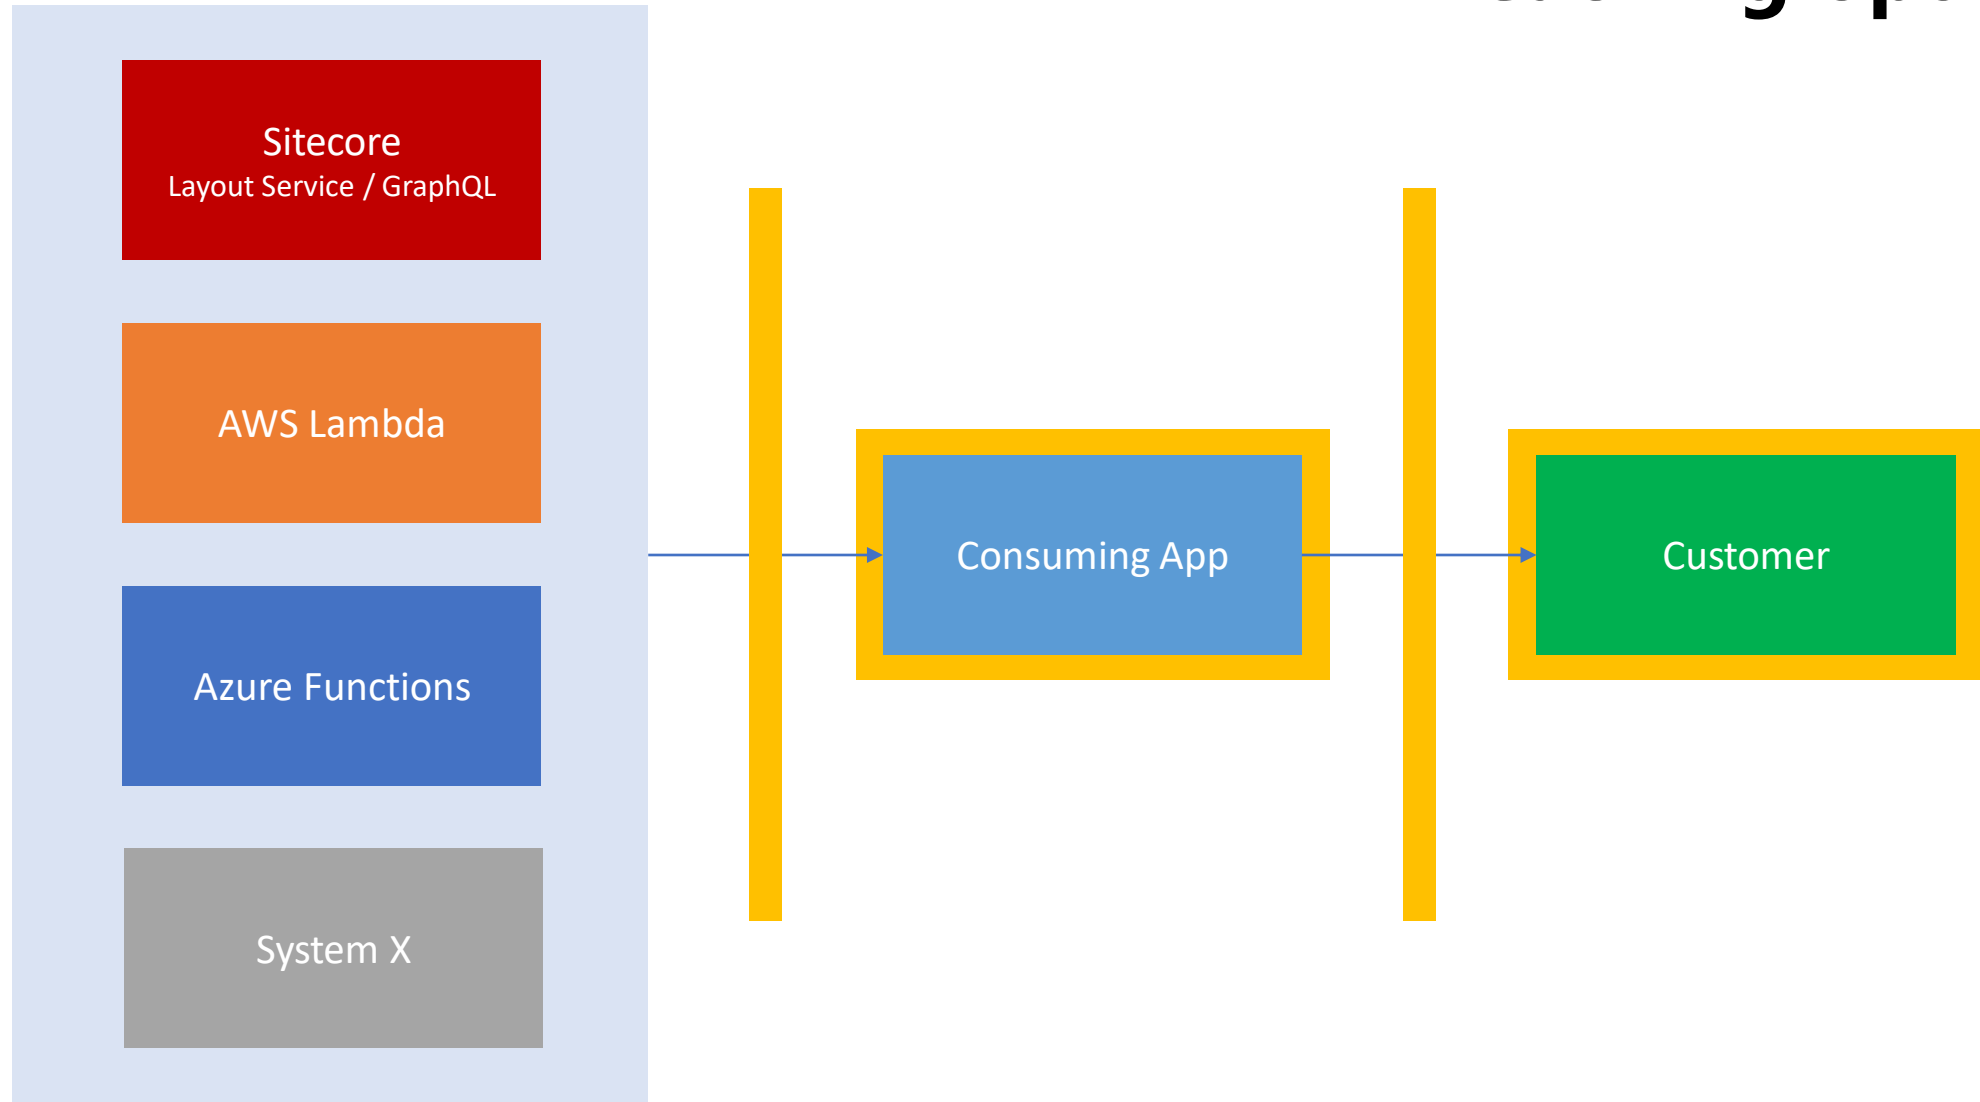 Sitecore
Layout Service / GraphQL
AWS Lambda
Azure Functions
System X
Consuming App
Customer